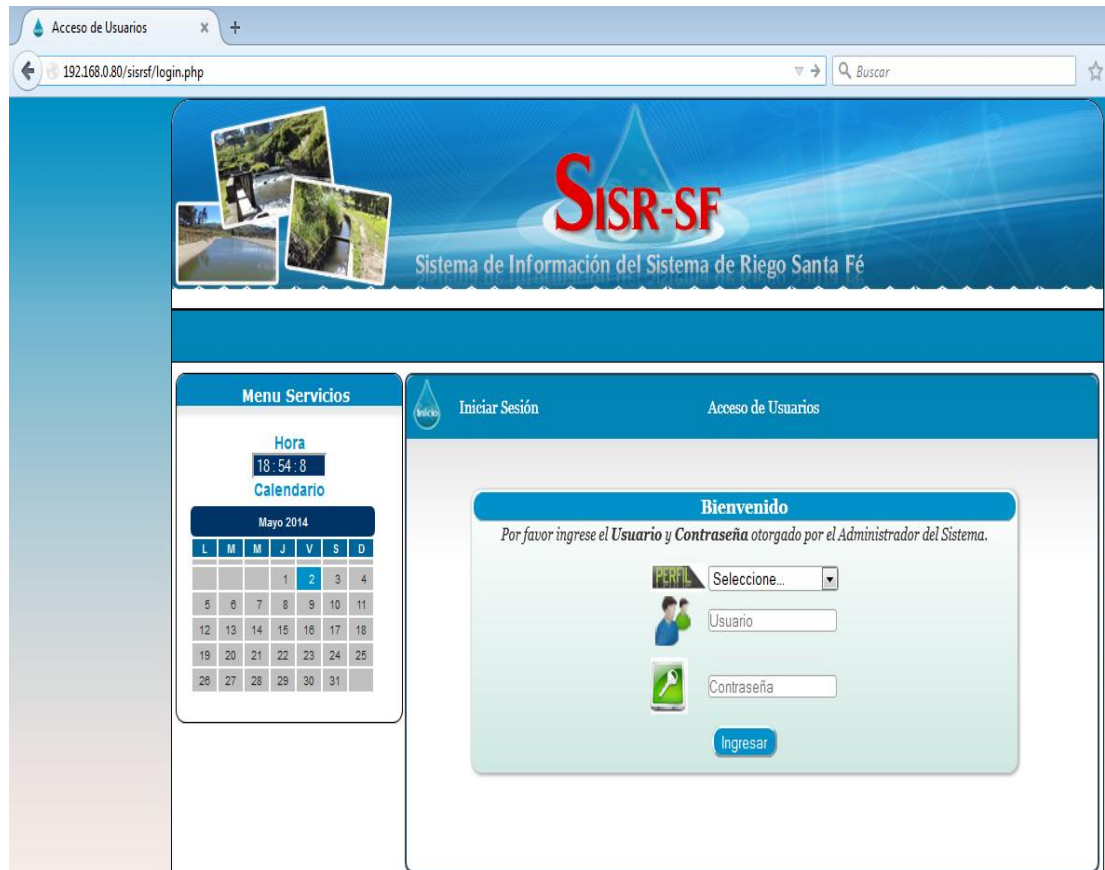 Acceso de Usuarios
192.168.0.80/sisrsf/login.php
Buscar
SISR-SF
Sistema de Información del Sistema de Riego Santa Fé
Menu Servicios
Hora
18 : 54 : 8
Calendario
Mayo 2014
L M M J V S D
1 2 3 4
5 6 7 8 9 10 11
12 13 14 15 16 17 18
19 20 21 22 23 24 25
26 27 28 29 30 31
Inicio
Iniciar Sesión
Acceso de Usuarios
Bienvenido
Por favor ingrese el Usuario y Contraseña otorgado por el Administrador del Sistema.
PERFIL Seleccione...
Usuario
Contraseña
Ingresar